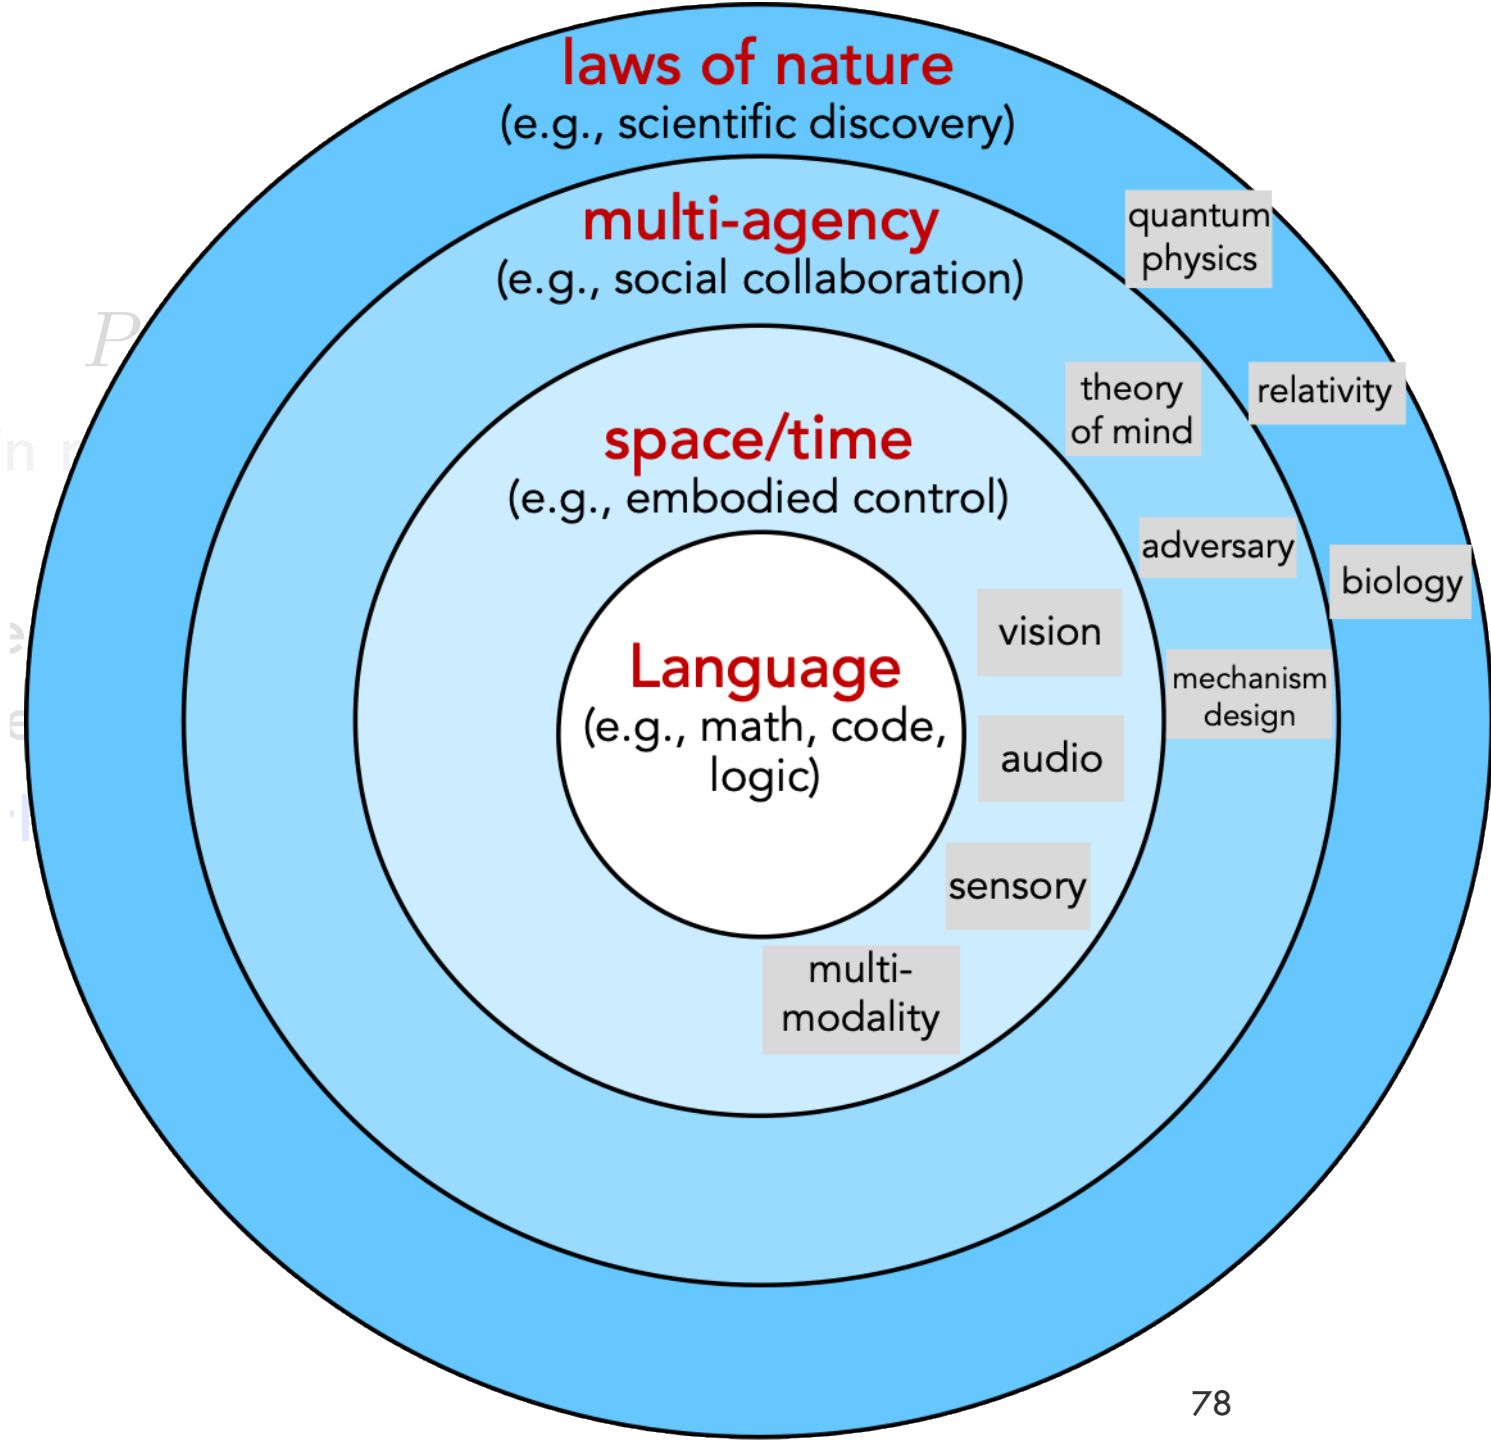 laws of nature
(e.g., scientific discovery)
multi-agency
(e.g., social collaboration)
quantum
physics
theory
of mind
relativity
space/time
(e.g., embodied control)
adversary
biology
vision
Language
(e.g., math, code,
logic)
mechanism
design
audio
sensory
multi-
modality
P
in
78